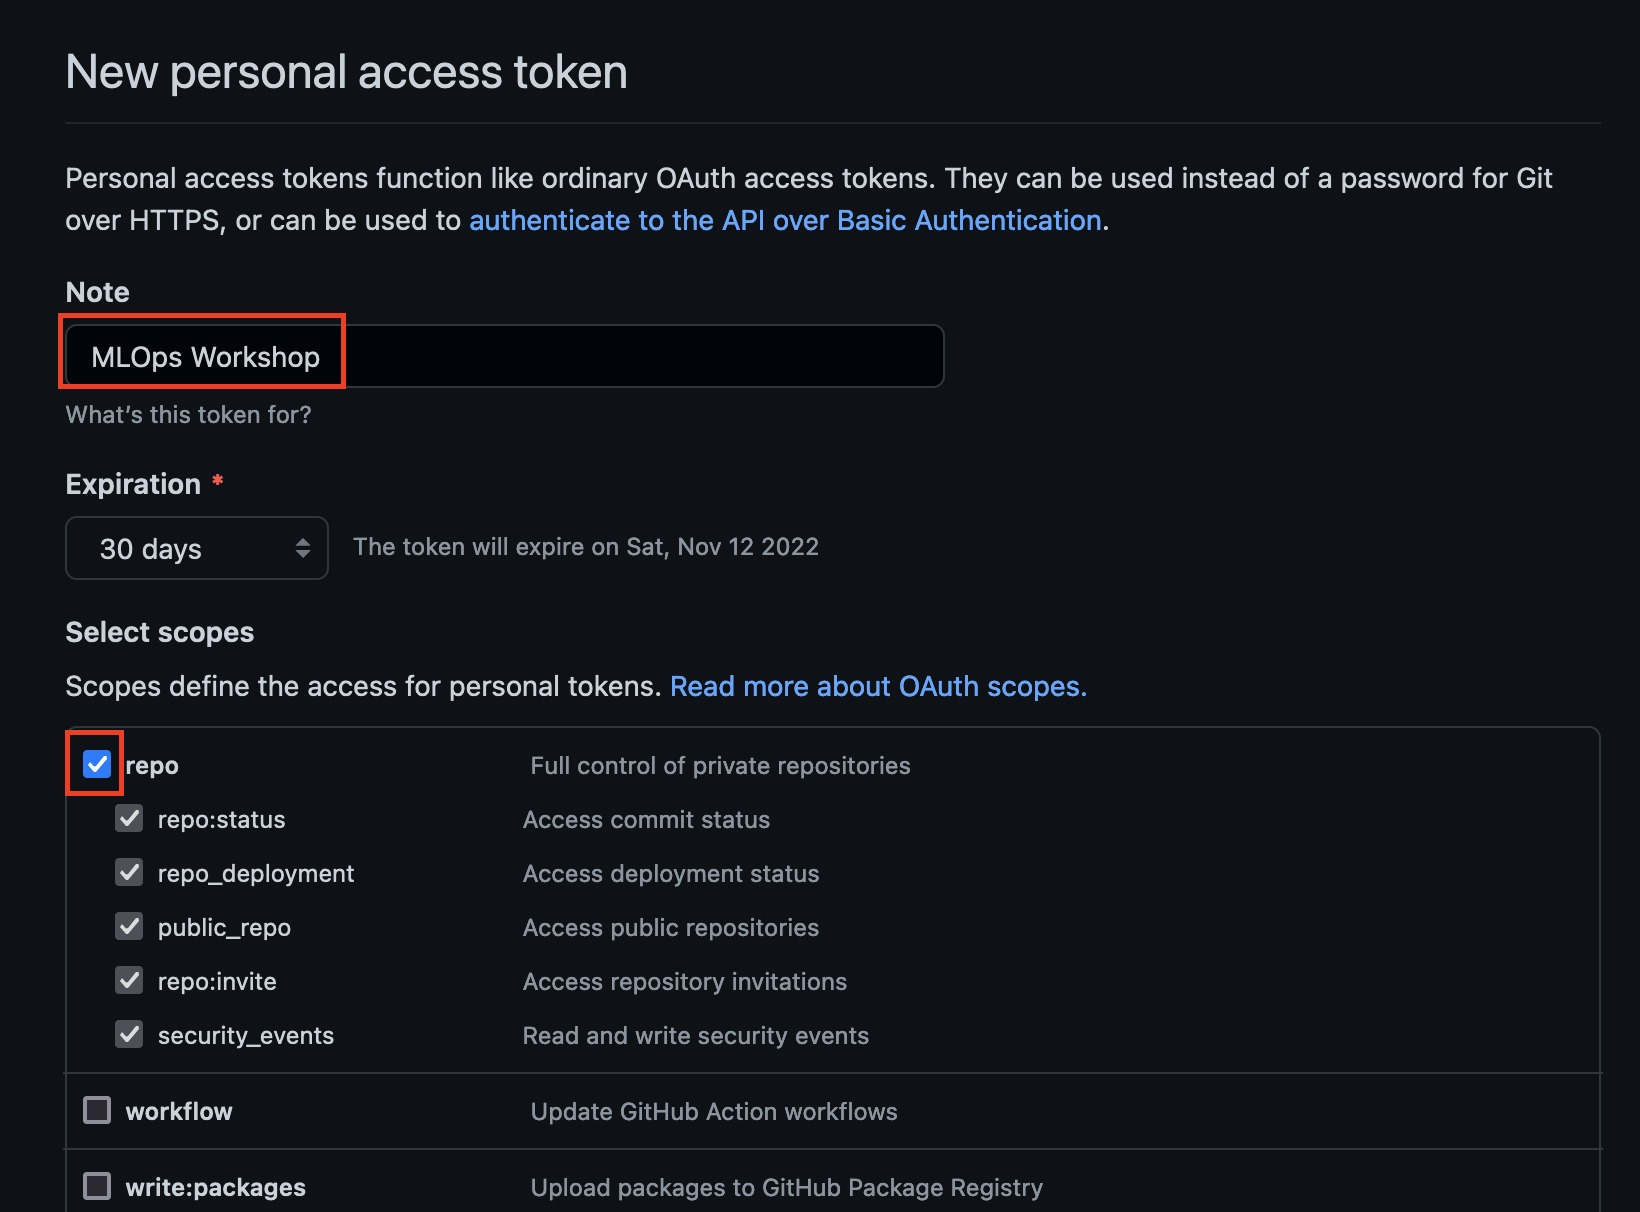 New personal access token
Personal access tokens function like ordinary OAuth access tokens. They can be used instead of a password for Git
over HTTPS, or can be used to authenticate to the API over Basic Authentication.
Note
MLOps Workshop
What's this token for?
Expiration *
30 days The token will expire on Sat, Nov 12 2022
Select scopes
Scopes define the access for personal tokens. Read more about OAuth scopes.
repo Full control of private repositories
repo:status Access commit status
repo_deployment Access deployment status
public_repo Access public repositories
repo:invite Access repository invitations
security_events Read and write security events
workflow Update GitHub Action workflows
write:packages Upload packages to GitHub Package Registry